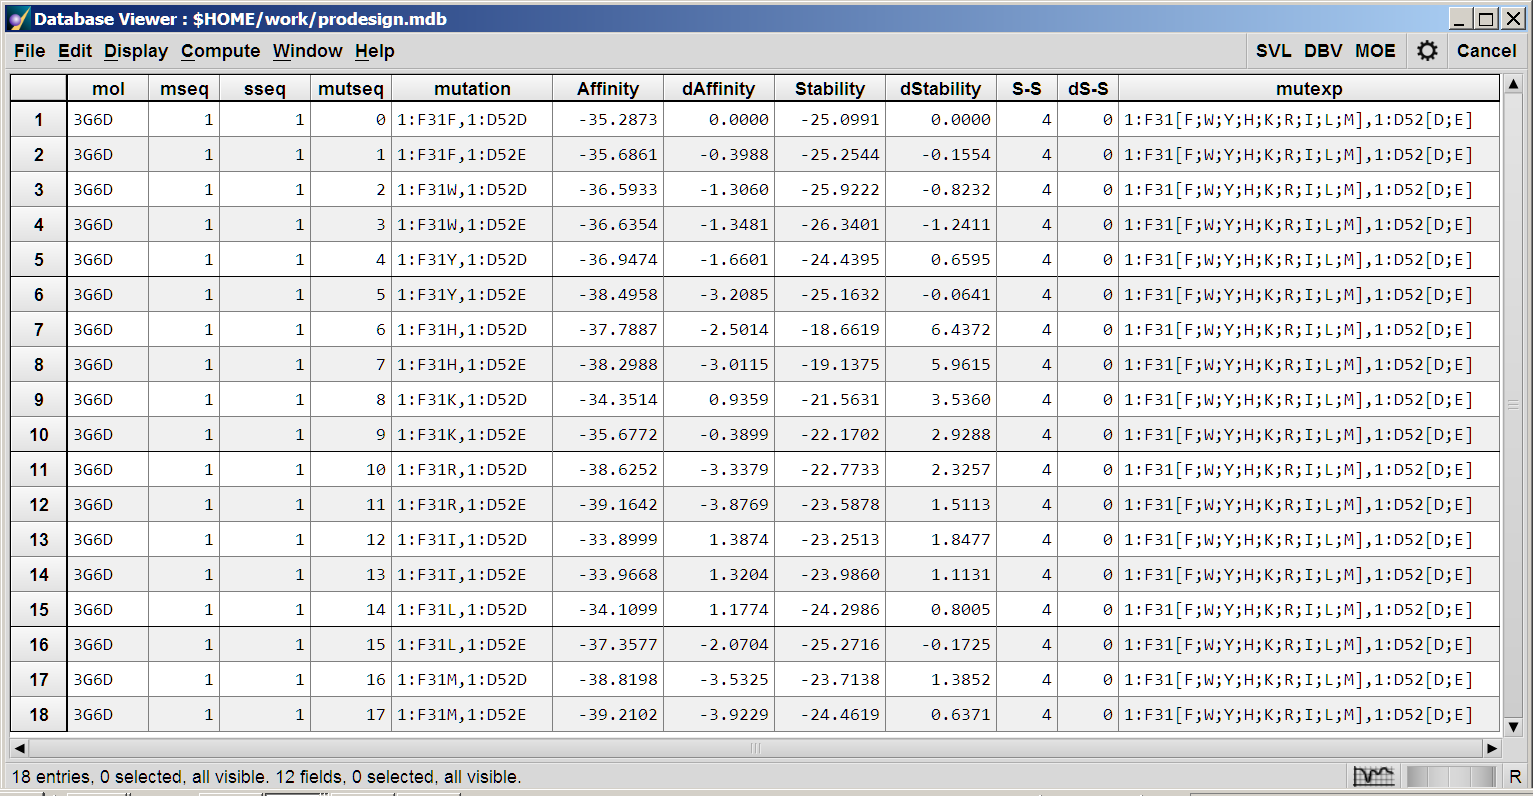 Database Viewer : $HOME/work/prodesign.mdb
File Edit Display Compute Window Help SVL DBV MOE Cancel
mol mseq sseq mutseq mutation Affinity dAffinity Stability dStability S-S dS-S mutexp
1 3G6D 1 1 0 1:F31F,1:D52D -35.2873 0.0000 -25.0991 0.0000 4 0 1:F31[F;W;Y;H;K;R;I;L;M],1:D52[D;E]
2 3G6D 1 1 1 1:F31F,1:D52E -35.6861 -0.3988 -25.2544 -0.1554 4 0 1:F31[F;W;Y;H;K;R;I;L;M],1:D52[D;E]
3 3G6D 1 1 2 1:F31W,1:D52D -36.5933 -1.3060 -25.9222 -0.8232 4 0 1:F31[F;W;Y;H;K;R;I;L;M],1:D52[D;E]
4 3G6D 1 1 3 1:F31W,1:D52E -36.6354 -1.3481 -26.3401 -1.2411 4 0 1:F31[F;W;Y;H;K;R;I;L;M],1:D52[D;E]
5 3G6D 1 1 4 1:F31Y,1:D52D -36.9474 -1.6601 -24.4395 0.6595 4 0 1:F31[F;W;Y;H;K;R;I;L;M],1:D52[D;E]
6 3G6D 1 1 5 1:F31Y,1:D52E -38.4958 -3.2085 -25.1632 -0.0641 4 0 1:F31[F;W;Y;H;K;R;I;L;M],1:D52[D;E]
7 3G6D 1 1 6 1:F31H,1:D52D -37.7887 -2.5014 -18.6619 6.4372 4 0 1:F31[F;W;Y;H;K;R;I;L;M],1:D52[D;E]
8 3G6D 1 1 7 1:F31H,1:D52E -38.2988 -3.0115 -19.1375 5.9615 4 0 1:F31[F;W;Y;H;K;R;I;L;M],1:D52[D;E]
9 3G6D 1 1 8 1:F31K,1:D52D -34.3514 0.9359 -21.5631 3.5360 4 0 1:F31[F;W;Y;H;K;R;I;L;M],1:D52[D;E]
10 3G6D 1 1 9 1:F31K,1:D52E -35.6772 -0.3899 -22.1702 2.9288 4 0 1:F31[F;W;Y;H;K;R;I;L;M],1:D52[D;E]
11 3G6D 1 1 10 1:F31R,1:D52D -38.6252 -3.3379 -22.7733 2.3257 4 0 1:F31[F;W;Y;H;K;R;I;L;M],1:D52[D;E]
12 3G6D 1 1 11 1:F31R,1:D52E -39.1642 -3.8769 -23.5878 1.5113 4 0 1:F31[F;W;Y;H;K;R;I;L;M],1:D52[D;E]
13 3G6D 1 1 12 1:F31I,1:D52D -33.8999 1.3874 -23.2513 1.8477 4 0 1:F31[F;W;Y;H;K;R;I;L;M],1:D52[D;E]
14 3G6D 1 1 13 1:F31I,1:D52E -33.9668 1.3204 -23.9860 1.1131 4 0 1:F31[F;W;Y;H;K;R;I;L;M],1:D52[D;E]
15 3G6D 1 1 14 1:F31L,1:D52D -34.1099 1.1774 -24.2986 0.8005 4 0 1:F31[F;W;Y;H;K;R;I;L;M],1:D52[D;E]
16 3G6D 1 1 15 1:F31L,1:D52E -37.3577 -2.0704 -25.2716 -0.1725 4 0 1:F31[F;W;Y;H;K;R;I;L;M],1:D52[D;E]
17 3G6D 1 1 16 1:F31M,1:D52D -38.8198 -3.5325 -23.7138 1.3852 4 0 1:F31[F;W;Y;H;K;R;I;L;M],1:D52[D;E]
18 3G6D 1 1 17 1:F31M,1:D52E -39.2102 -3.9229 -24.4619 0.6371 4 0 1:F31[F;W;Y;H;K;R;I;L;M],1:D52[D;E]
18 entries, 0 selected, all visible. 12 fields, 0 selected, all visible. R